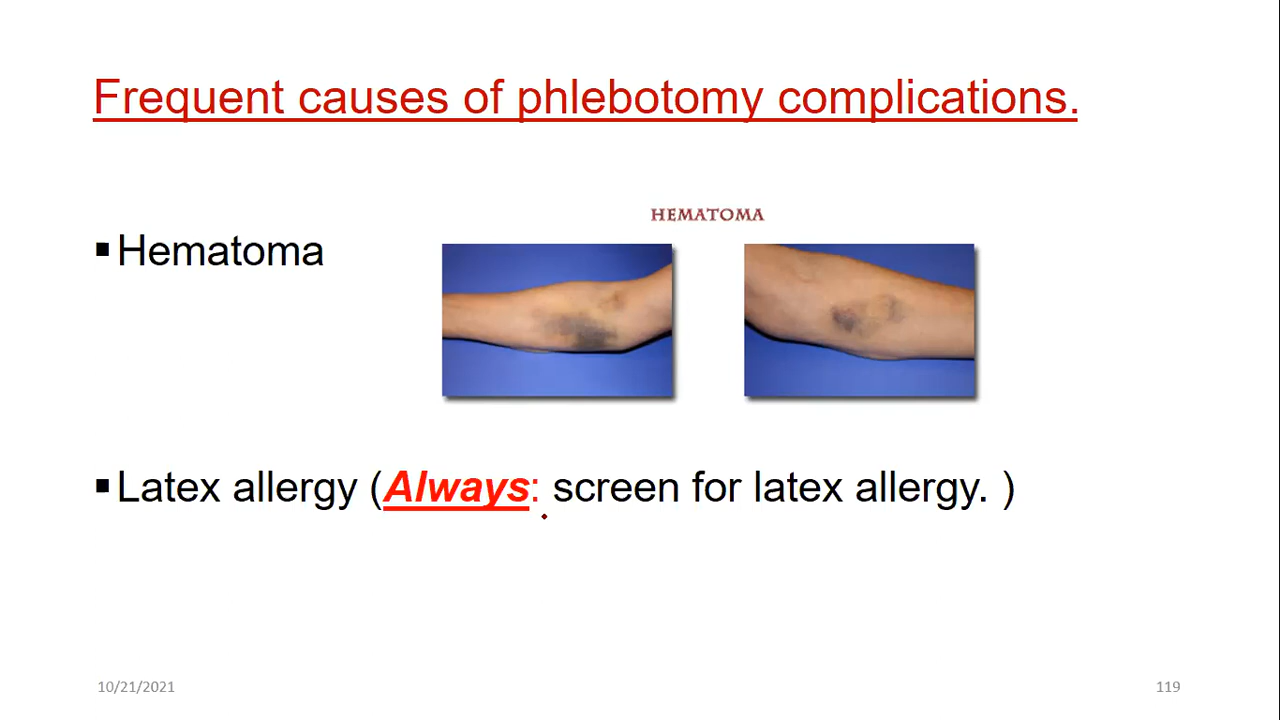 Frequent causes of phlebotomy complications.
HEMATOMA
▪Hematoma
▪Latex allergy (Always: screen for latex allergy. )
10/21/2021
119